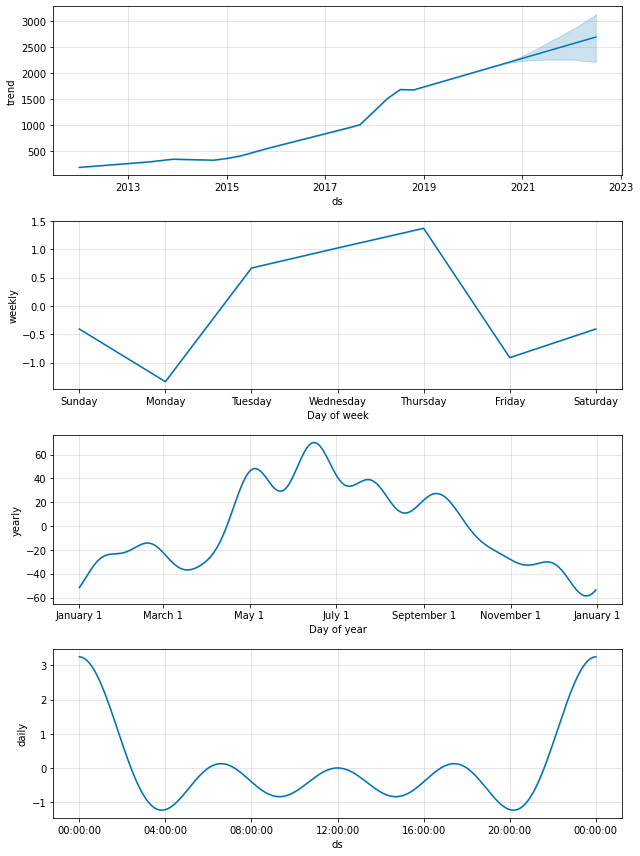 3000
2500
2000
1500
1000
500
trend
2013 2015 2017 2019 2021 2023
ds
1.5
1.0
0.5
0.0
−0.5
−1.0
weekly
Sunday Monday Tuesday Wednesday Thursday Friday Saturday
Day of week
60
40
20
0
−20
−40
−60
yearly
January 1 March 1 May 1 July 1 September 1 November 1 January 1
Day of year
3
2
1
0
−1
daily
00:00:00 04:00:00 08:00:00 12:00:00 16:00:00 20:00:00 00:00:00
ds